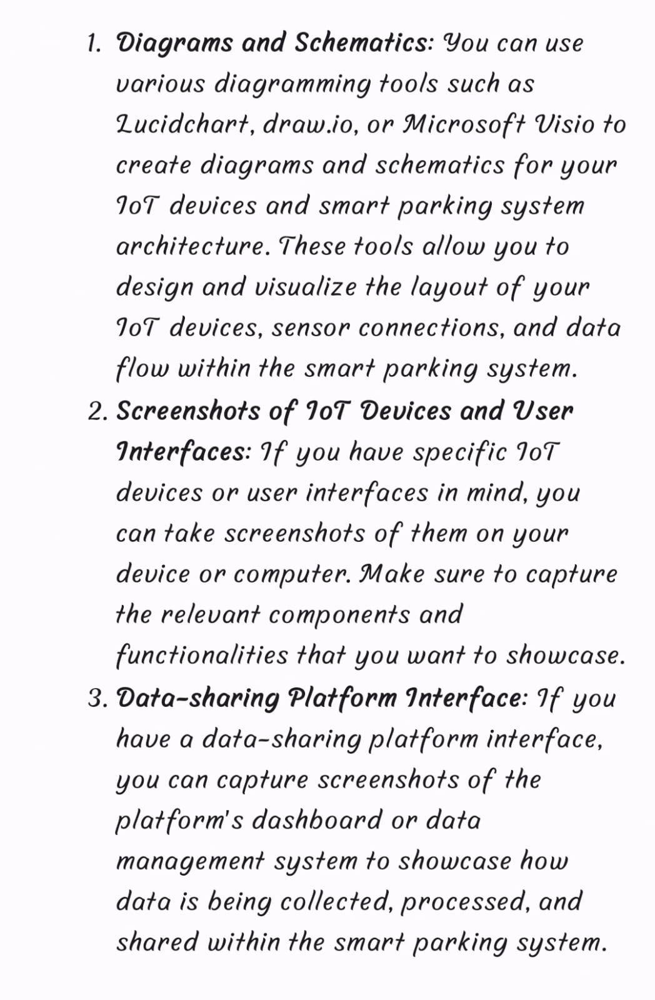 1. Diagrams and Schematics: You can use
various diagramming tools such as
Lucidchart, draw.io, or Microsoft Visio to
create diagrams and schematics for your
IoT devices and smart parking system
architecture. These tools allow you to
design and visualize the layout of your
IoT devices, sensor connections, and data
flow within the smart parking system.
2. Screenshots of IoT Devices and User
Interfaces: If you have specific IoT
devices or user interfaces in mind, you
can take screenshots of them on your
device or computer. Make sure to capture
the relevant components and
functionalities that you want to showcase.
3. Data-sharing Platform Interface: If you
have a data-sharing platform interface,
you can capture screenshots of the
platform's dashboard or data
management system to showcase how
data is being collected, processed, and
shared within the smart parking system.